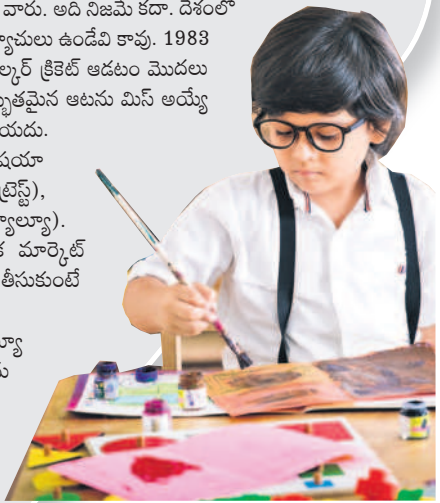 వారు. అది నిజమే కదా. దేశంలో
్యాచులు ఉండేవి కావు. 1983
ల్కర్ క్రికెట్ ఆడటం మొదలు
్భుతమైన ఆటను మిస్ అయ్యే
యదు.
షయా
ట్రెస్ట్),
్యాల్యూ).
క మార్కెట్
తీసుకుంటే
్యూ